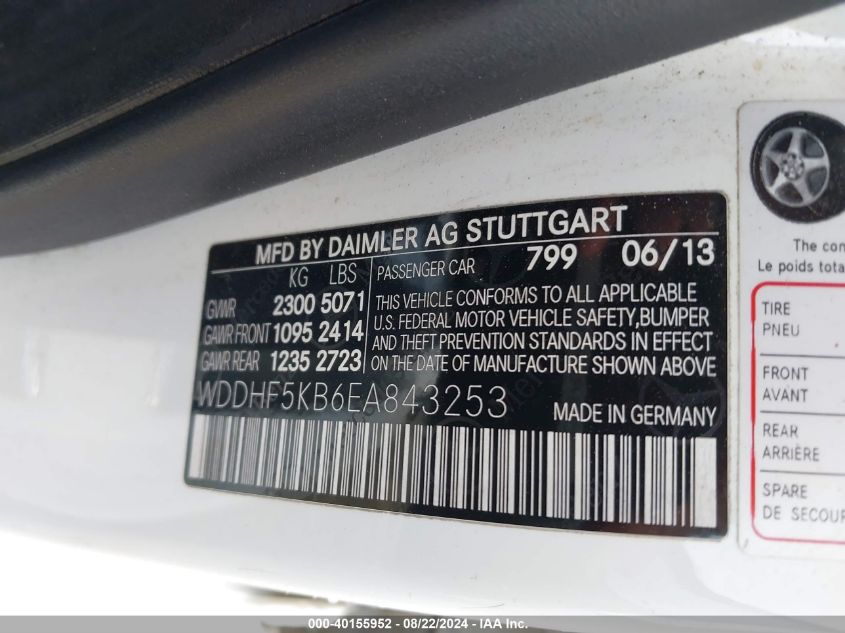 MFD BY DAIMLER AG STUTTGART
KG LBS PASSENGER CAR 799 06/13
GVWR 2300 5071
GAWR FRONT 1095 2414
GAWR REAR 1235 2723
THIS VEHICLE CONFORMS TO ALL APPLICABLE
U.S. FEDERAL MOTOR VEHICLE SAFETY,BUMPER
AND THEFT PREVENTION STANDARDS IN EFFECT
ON THE DATE OF MANUFACTURE SHOWN ABOVE
WDDHF5KB6EA843253 MADE IN GERMANY
The
Le poids
TIRE
PNEU
FRONT
AVANT
REAR
ARRIÈRE
SPARE
DE
000-40155952 - 08/22/2024 - IAA Inc.